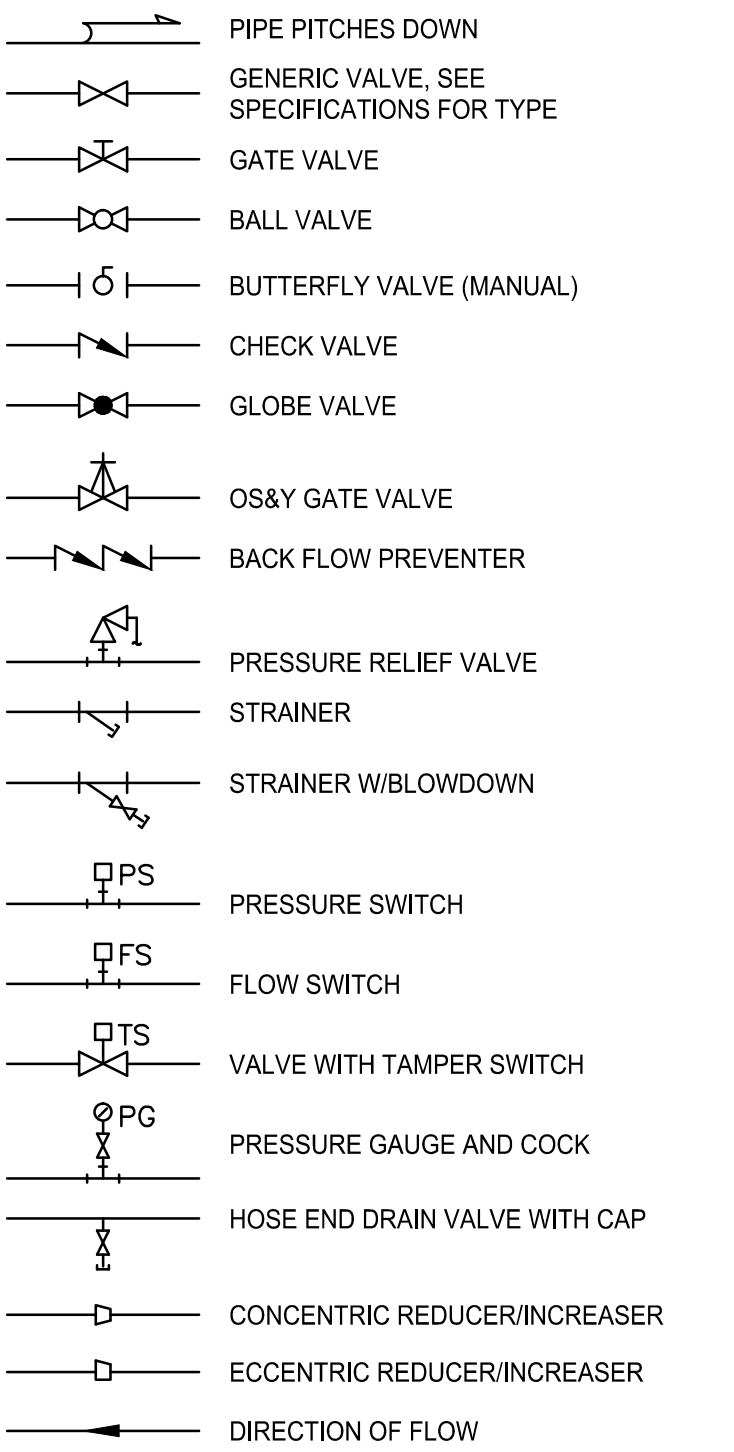 PIPE PITCHES DOWN
GENERIC VALVE, SEE
SPECIFICATIONS FOR TYPE
GATE VALVE
BALL VALVE
BUTTERFLY VALVE (MANUAL)
CHECK VALVE
GLOBE VALVE
OS&Y GATE VALVE
BACK FLOW PREVENTER
PRESSURE RELIEF VALVE
STRAINER
STRAINER W/BLOWDOWN
PS
PRESSURE SWITCH
FS
FLOW SWITCH
TS
VALVE WITH TAMPER SWITCH
PG
PRESSURE GAUGE AND COCK
HOSE END DRAIN VALVE WITH CAP
CONCENTRIC REDUCER/INCREASER
ECCENTRIC REDUCER/INCREASER
DIRECTION OF FLOW